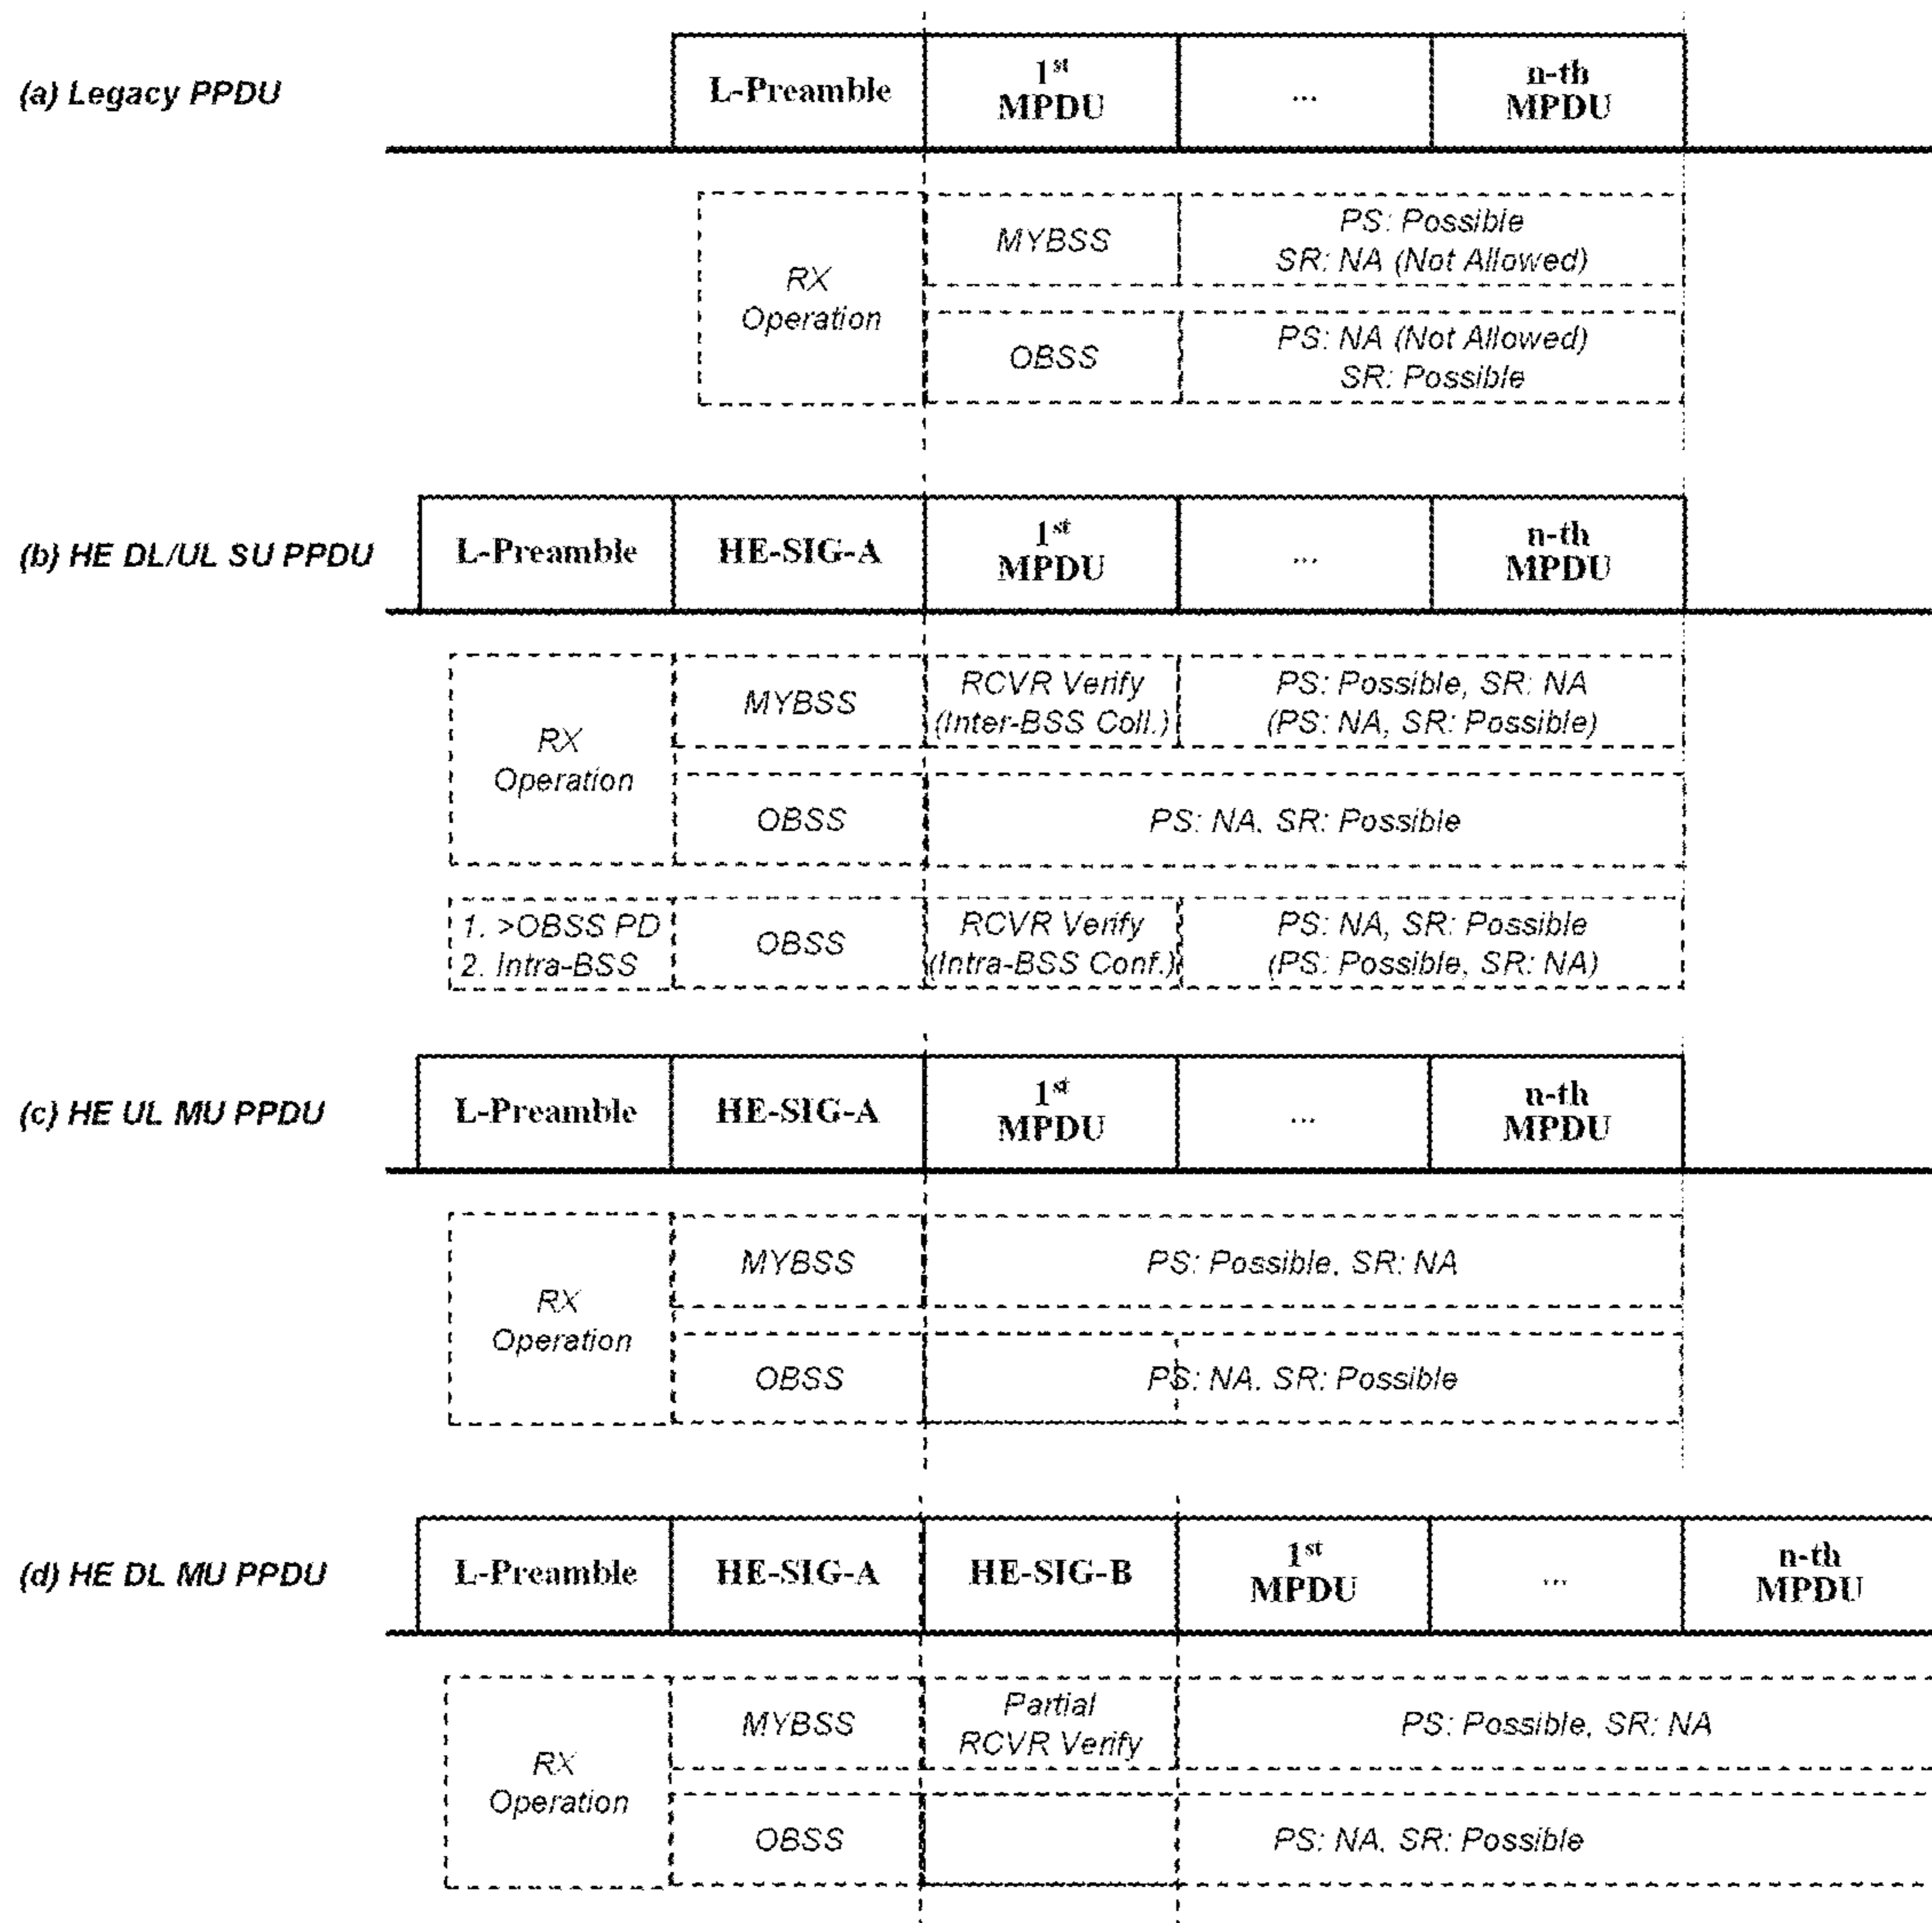 (a) Legacy PPDU
L-Preamble
1st
MPDU
...
n-th
MPDU
RX
Operation
MYBSS
PS: Possible
SR: NA (Not Allowed)
OBSS
PS: NA (Not Allowed)
SR: Possible
(b) HE DL/UL SU PPDU
L-Preamble
HE-SIG-A
1st
MPDU
...
n-th
MPDU
RX
Operation
MYBSS
RCVR Verify
(Inter-BSS Coll.)
PS: Possible, SR: NA
(PS: NA, SR: Possible)
OBSS
PS: NA, SR: Possible
1. >OBSS PD
2. Intra-BSS
OBSS
RCVR Verify
(Intra-BSS Conf.)
PS: NA, SR: Possible
(PS: Possible, SR: NA)
(c) HE UL MU PPDU
L-Preamble
HE-SIG-A
1st
MPDU
...
n-th
MPDU
RX
Operation
MYBSS
PS: Possible, SR: NA
OBSS
PS: NA, SR: Possible
(d) HE DL MU PPDU
L-Preamble
HE-SIG-A
HE-SIG-B
1st
MPDU
...
n-th
MPDU
RX
Operation
MYBSS
Partial
RCVR Verify
PS: Possible, SR: NA
OBSS
PS: NA, SR: Possible